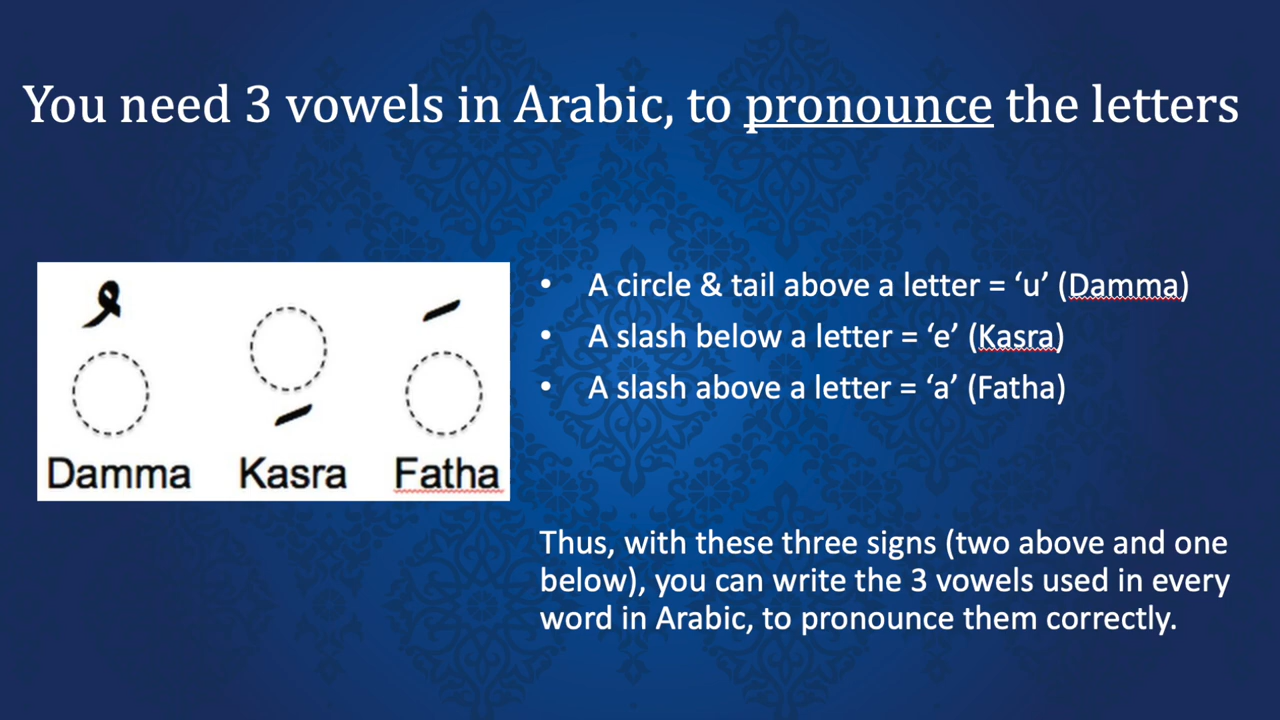 You need 3 vowels in Arabic, to pronounce the letters
Damma Kasra Fatha
• A circle & tail above a letter = ‘u’ (Damma)
• A slash below a letter = ‘e’ (Kasra)
• A slash above a letter = ‘a’ (Fatha)
Thus, with these three signs (two above and one
below), you can write the 3 vowels used in every
word in Arabic, to pronounce them correctly.